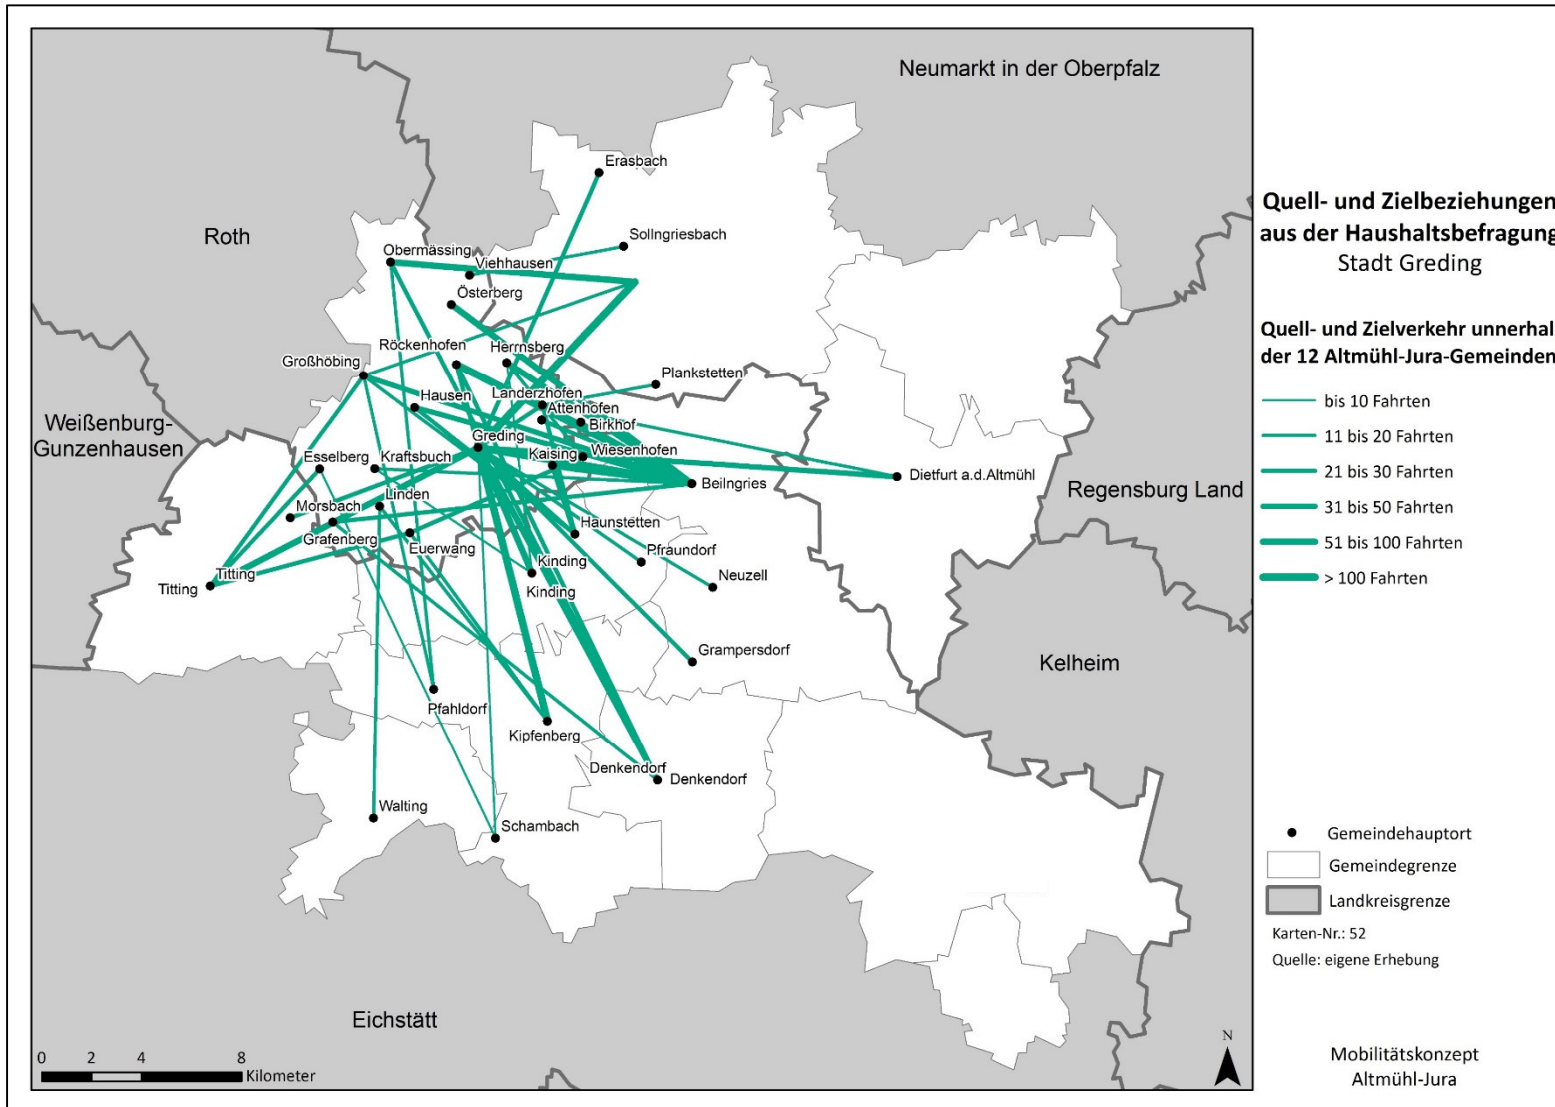 Neumarkt in der Oberpfalz
Erasbach
Roth
Sollngriesbach
Obermässing
Viehhausen
Österberg
Röckenhofen
Herrnsberg
Großhöbing
Plankstetten
Hausen
Landerzhofen
Attenhofen
Birkhof
Weißenburg-
Gunzenhausen
Greding
Esselberg
Kraftsbuch
Kaising
Wiesenhofen
Beilngries
Dietfurt a.d.Altmühl
Regensburg Land
Morsbach
Linden
Grafenberg
Euerwang
Haunstetten
Kinding
Pfraundorf
Titting
Titting
Kinding
Neuzell
Grampersdorf
Kelheim
Pfahldorf
Kipfenberg
Denkendorf
Denkendorf
Walting
Schambach
Eichstätt
0 2 4 8
Kilometer
N
Quell- und Zielbeziehungen
aus der Haushaltsbefragung
Stadt Greding
Quell- und Zielverkehr unnerhal
der 12 Altmühl-Jura-Gemeinden
bis 10 Fahrten
11 bis 20 Fahrten
21 bis 30 Fahrten
31 bis 50 Fahrten
51 bis 100 Fahrten
> 100 Fahrten
Gemeindehauptort
Gemeindegrenze
Landkreisgrenze
Karten-Nr.: 52
Quelle: eigene Erhebung
Mobilitätskonzept
Altmühl-Jura